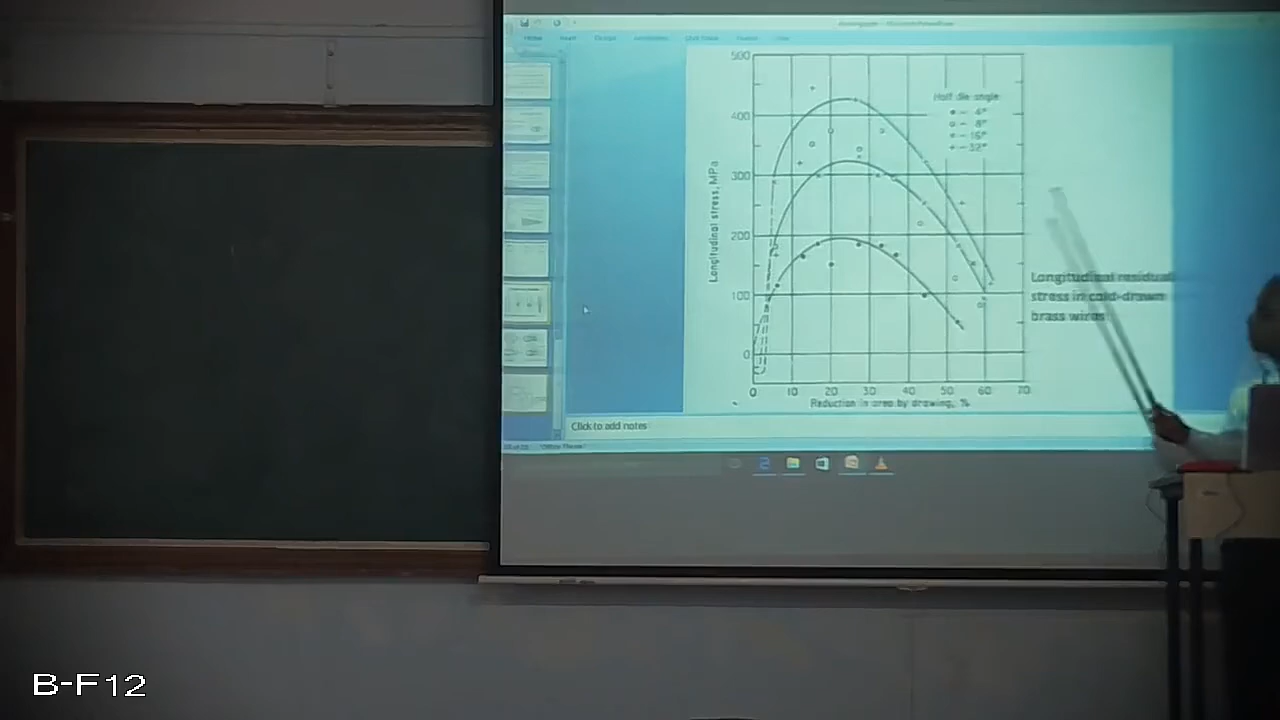 Home
500
400
300
200
100
0
Longitudinal stress, MPa
Half die angle
4°
8°
16°
32°
0 10 20 30 40 50 60 70
Reduction in area by drawing, %
Longitudinal residual
stress in cold-drawn
brass wires
Click to add notes
B-F12